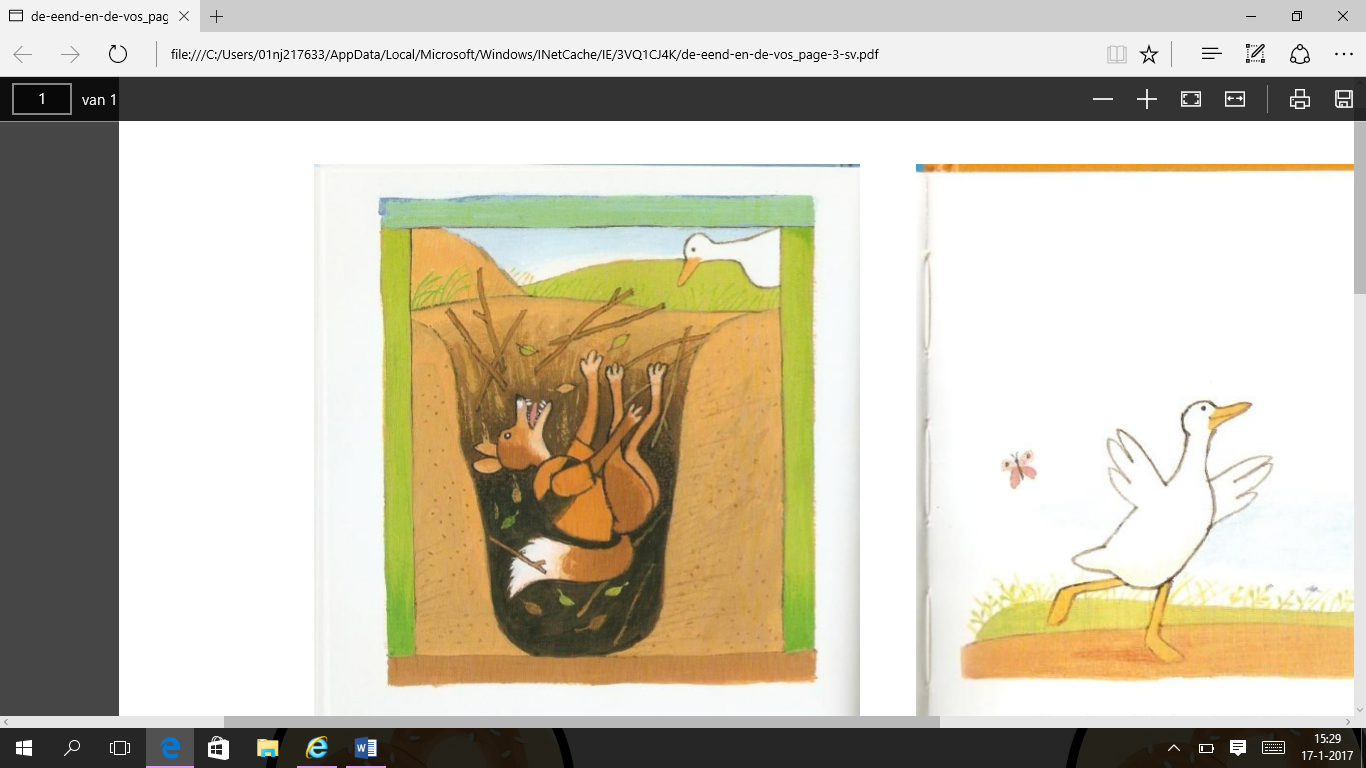 de-eend-en-de-vos_pag
file:///C:/Users/01nj217633/AppData/Local/Microsoft/Windows/INetCache/IE/3VQ1CJ4K/de-eend-en-de-vos_page-3-sv.pdf
1 van 1
15:29
17-1-2017